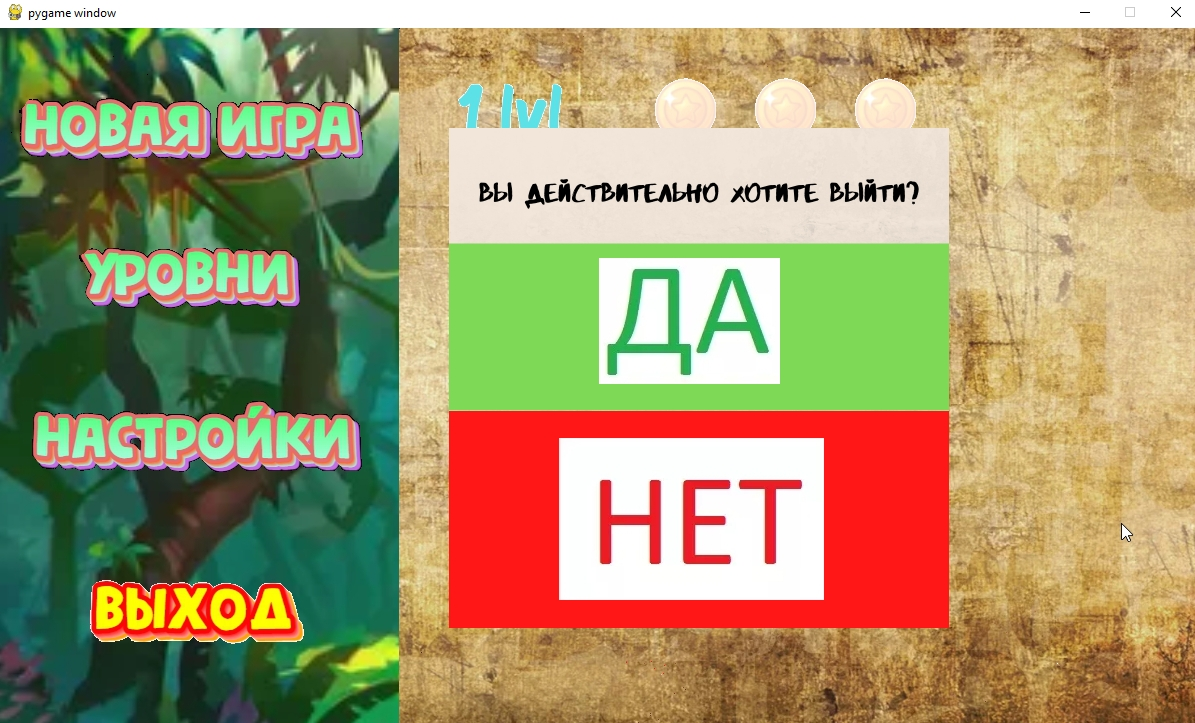 pygame window
НОВАЯ ИГРА
УРОВНИ
НАСТРОЙКИ
ВЫХОД
1 lvl
ВЫ ДЕЙСТВИТЕЛЬНО ХОТИТЕ ВЫЙТИ?
ДА
НЕТ